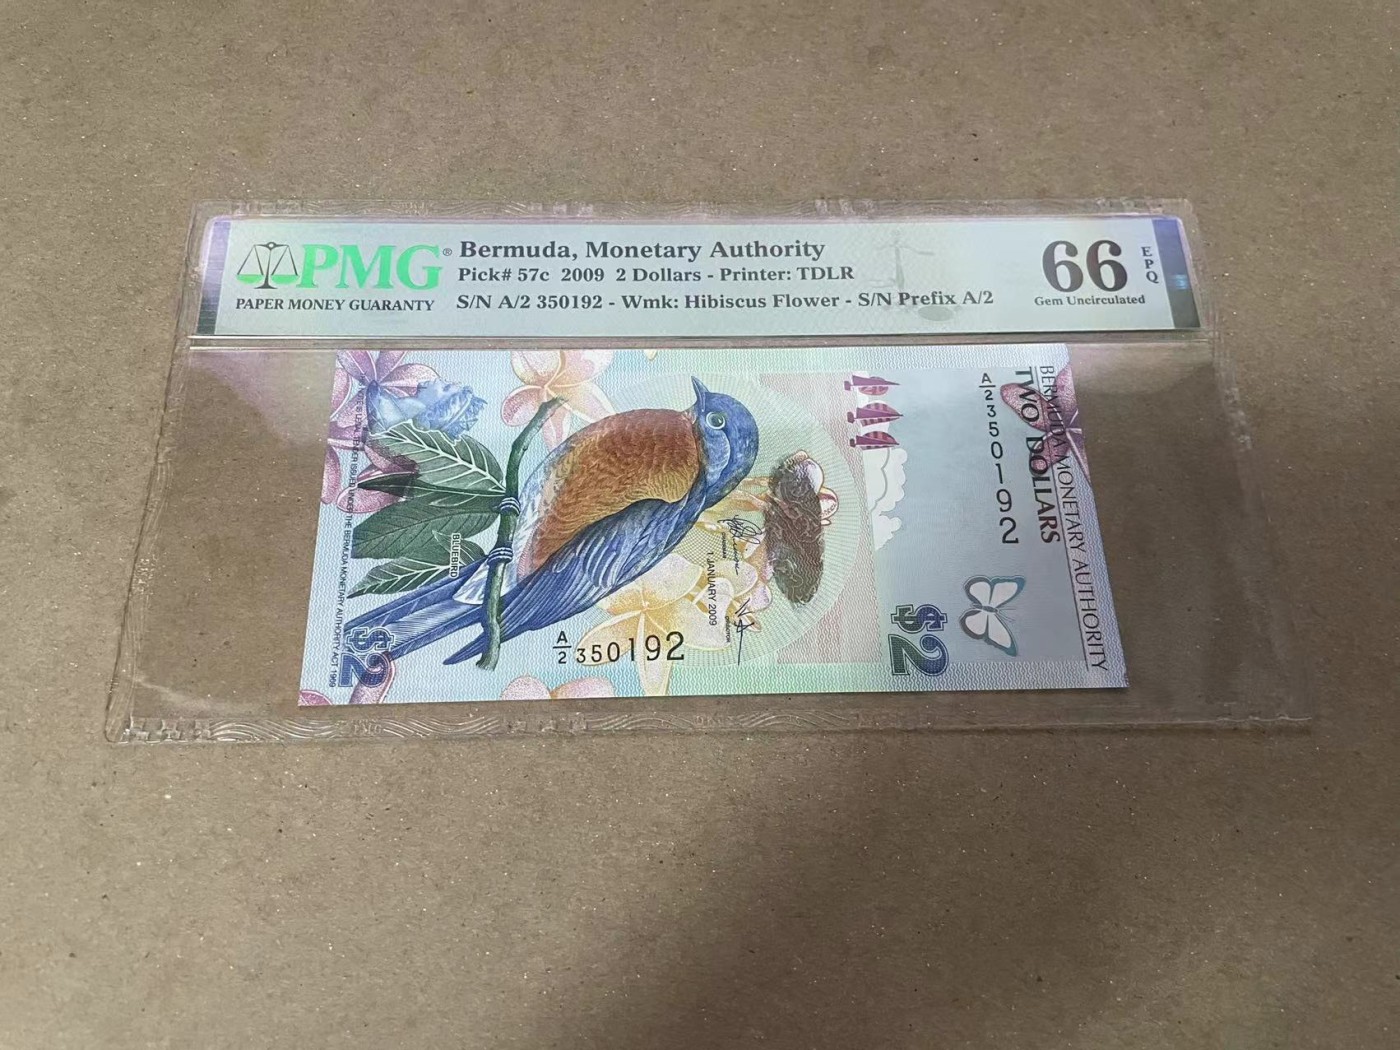 PMG®
PAPER MONEY GUARANTY
Bermuda, Monetary Authority
Pick# 57c 2009 2 Dollars - Printer: TDLR
S/N A/2 350192 - Wmk: Hibiscus Flower - S/N Prefix A/2
66
EPQ
Gem Uncirculated
BERMUDA MONETARY AUTHORITY
TWO DOLLARS
A/2 350192
$2
1 JANUARY 2009
A/2 350192
BLUEBIRD
$2